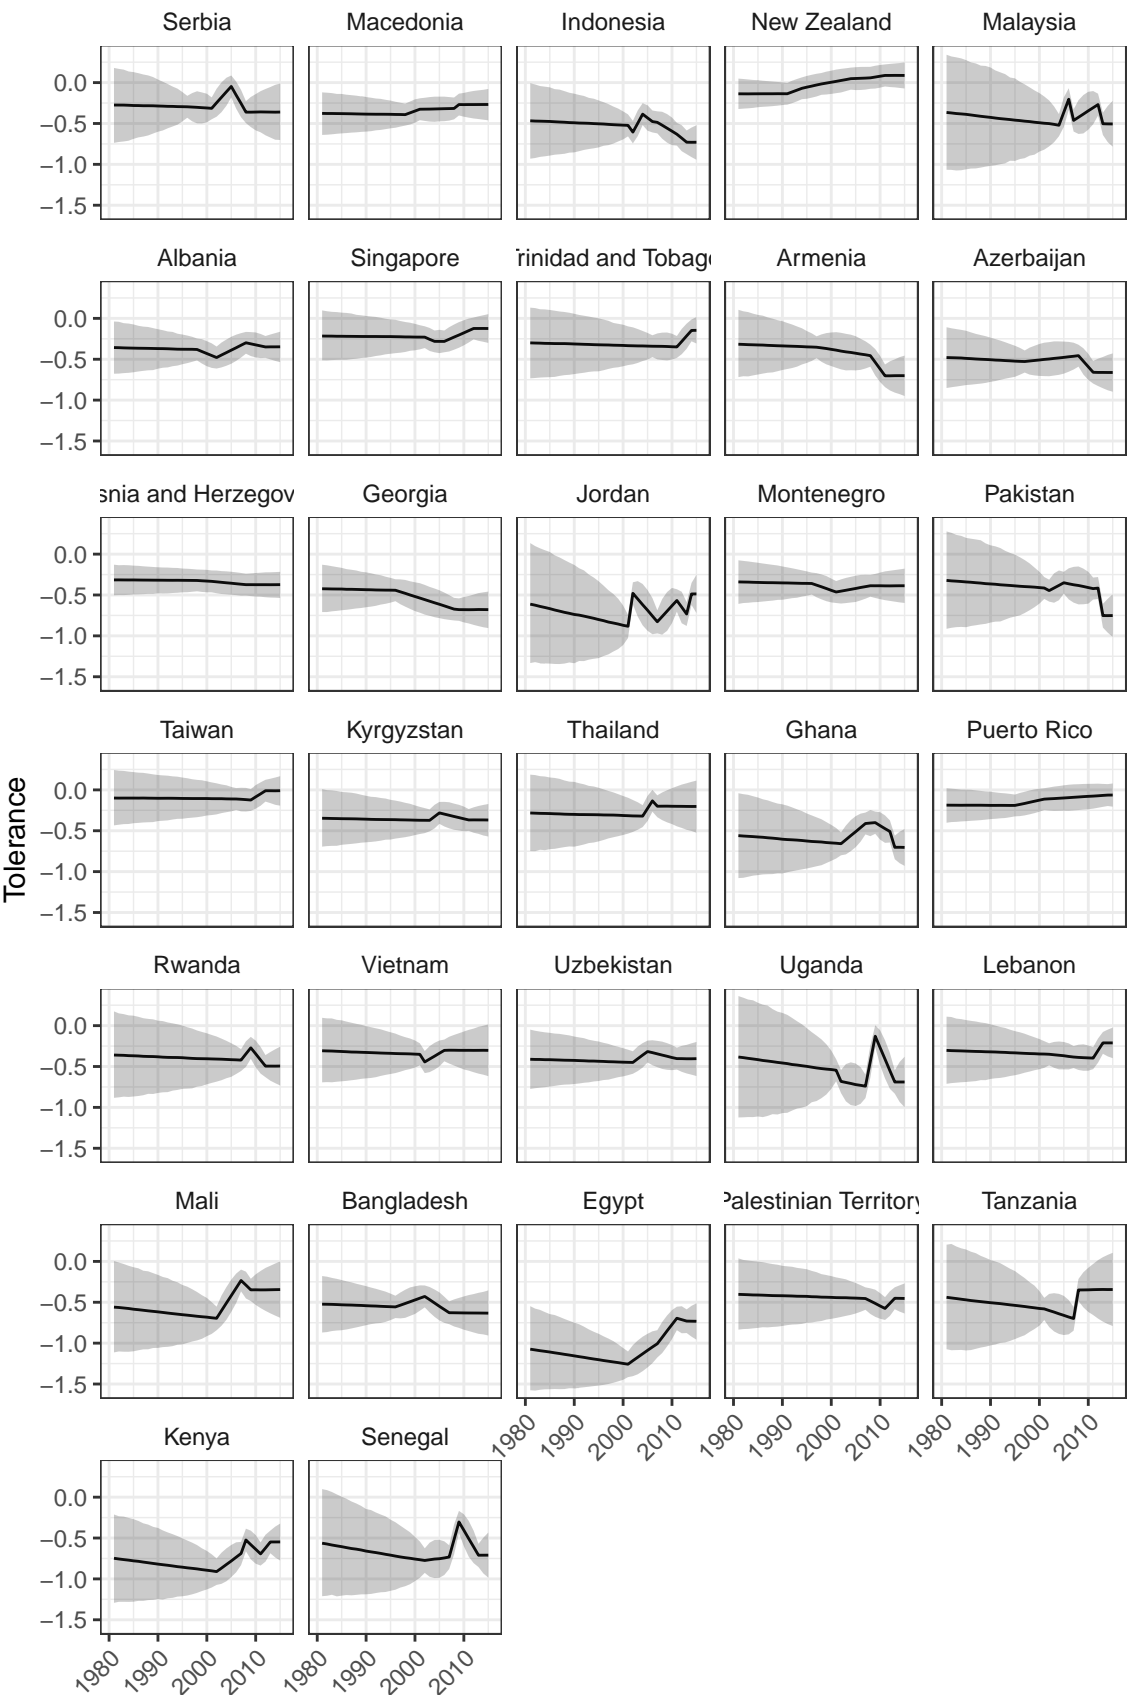 Serbia Macedonia Indonesia New Zealand Malaysia
0.0
−0.5
−1.0
−1.5
Albania Singapore Trinidad and Tobago Armenia Azerbaijan
0.0
−0.5
−1.0
−1.5
snia and Herzegov Georgia Jordan Montenegro Pakistan
0.0
−0.5
−1.0
−1.5
Taiwan Kyrgyzstan Thailand Ghana Puerto Rico
0.0
−0.5
−1.0
−1.5
Tolerance
Rwanda Vietnam Uzbekistan Uganda Lebanon
0.0
−0.5
−1.0
−1.5
Mali Bangladesh Egypt Palestinian Territory Tanzania
0.0
−0.5
−1.0
−1.5
1980 1990 2000 2010 1980 1990 2000 2010 1980 1990 2000 2010
Kenya Senegal
0.0
−0.5
−1.0
−1.5
1980 1990 2000 2010 1980 1990 2000 2010